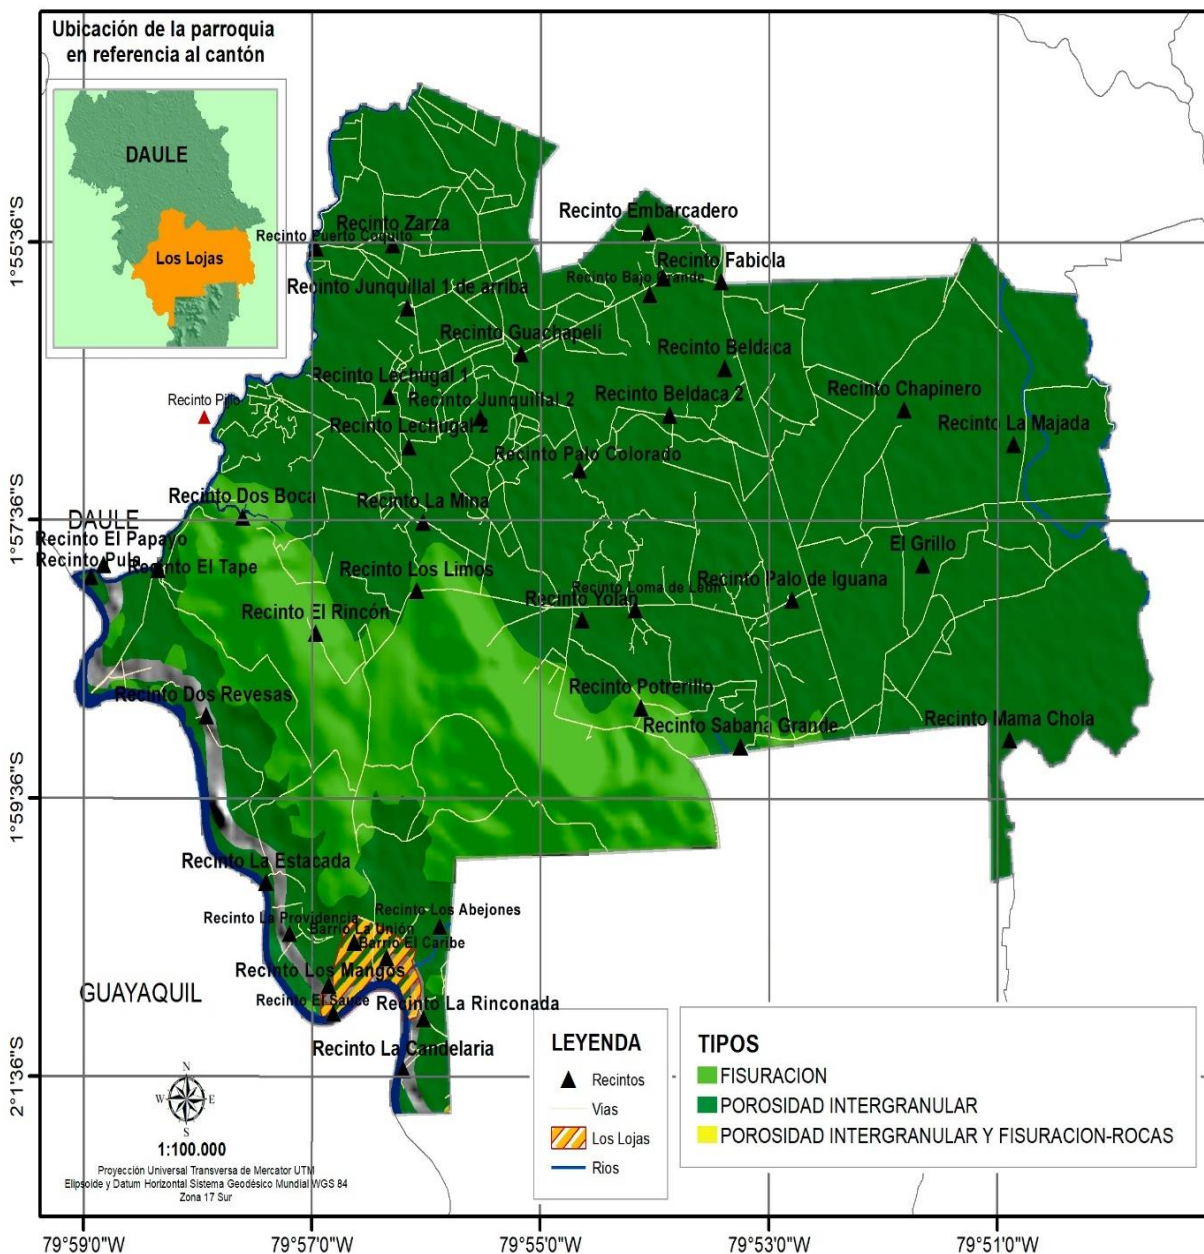 Ubicación de la parroquia
en referencia al cantón
DAULE
Los Lojas
Recinto Embarcadero
Recinto Zarza
Recinto Puerto Coquito
Recinto Fabiola
Recinto Bajo Grande
Recinto Junquillal 1 de arriba
Recinto Guachapelí
Recinto Beldaca
Recinto Lechugal 1
Recinto Pijio
Recinto Junquillal 2
Recinto Beldaca 2
Recinto Chapinero
Recinto Lechugal 2
Recinto La Majada
Recinto Palo Colorado
Recinto Dos Boca
Recinto La Mina
DAULE
Recinto El Papayo
Recinto Pula
Recinto El Tape
Recinto Los Limos
El Grillo
Recinto Palo de Iguana
Recinto Loma de León
Recinto Yolán
Recinto El Rincón
Recinto Dos Revesas
Recinto Potrerillo
Recinto Sabana Grande
Recinto Mama Chola
Recinto La Estacada
Recinto La Providencia
Recinto Los Abejones
Barrio La Unión
Barrio El Caribe
Recinto Los Mangos
GUAYAQUIL
Recinto El Sauce
Recinto La Rinconada
Recinto La Candelaria
1°55'36"S
1°57'36"S
1°59'36"S
2°1'36"S
N
W E
S
1:100.000
Proyección Universal Transversa de Mercator UTM
Elipsoide y Datum Horizontal Sistema Geodésico Mundial WGS 84
Zona 17 Sur
LEYENDA
Recintos
Vias
Los Lojas
Rios
TIPOS
FISURACION
POROSIDAD INTERGRANULAR
POROSIDAD INTERGRANULAR Y FISURACION-ROCAS
79°59'0"W 79°57'0"W 79°55'0"W 79°53'0"W 79°51'0"W